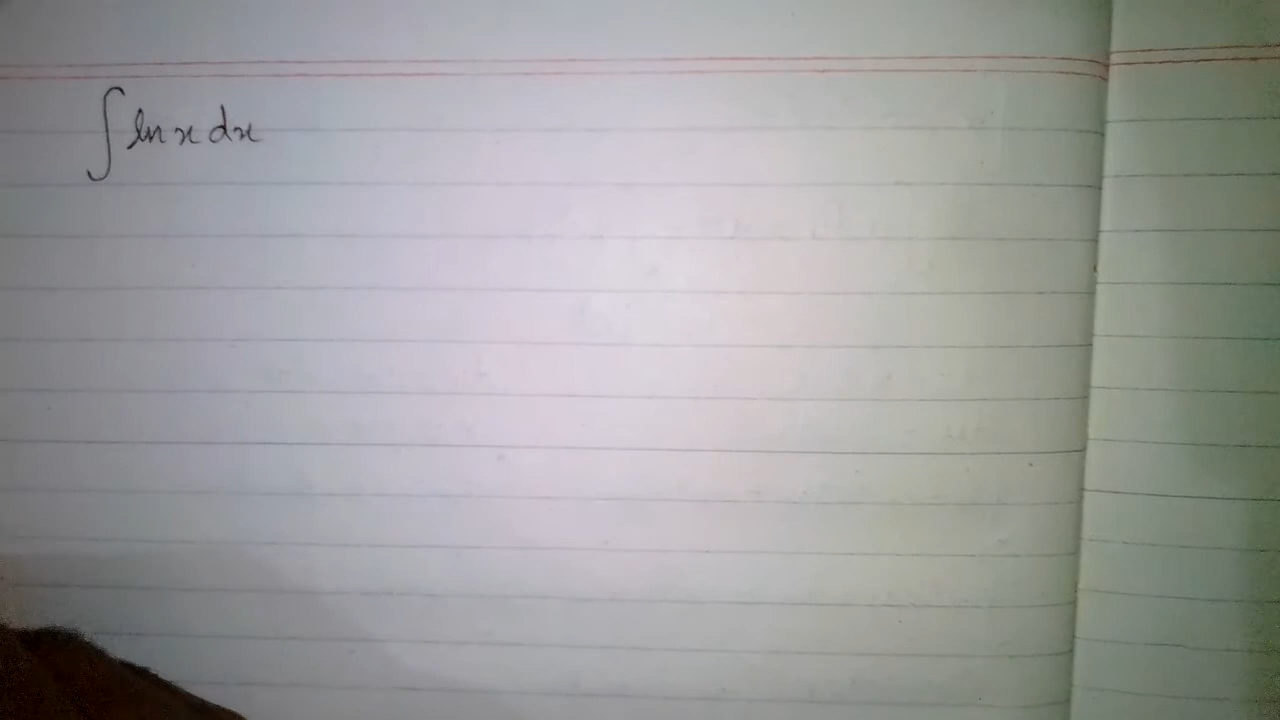 ∫ ln x dx